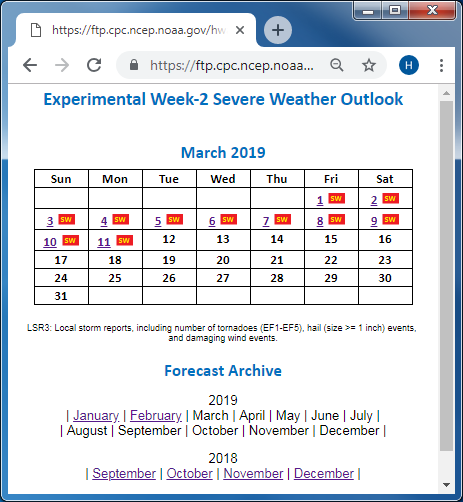 https://ftp.cpc.ncep.noaa.gov/hw
https://ftp.cpc.ncep.noaa...
H
Experimental Week-2 Severe Weather Outlook
March 2019
Sun Mon Tue Wed Thu Fri Sat
1 SW 2 SW
3 SW 4 SW 5 SW 6 SW 7 SW 8 SW 9 SW
10 SW 11 SW 12 13 14 15 16
17 18 19 20 21 22 23
24 25 26 27 28 29 30
31
LSR3: Local storm reports, including number of tornadoes (EF1-EF5), hail (size >= 1 inch) events,
and damaging wind events.
Forecast Archive
2019
| January | February | March | April | May | June | July |
| August | September | October | November | December |
2018
| September | October | November | December |